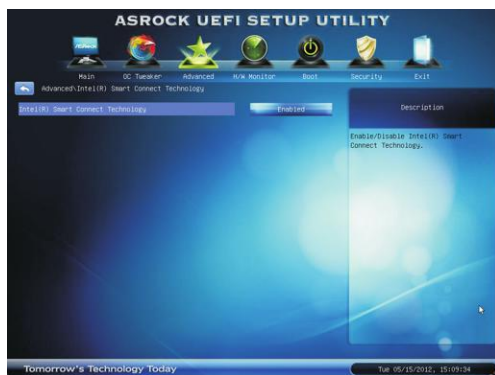 ASROCK UEFI SETUP UTILITY
Main
OC Tweaker
Advanced
H/W Monitor
Boot
Security
Exit
Advanced\Intel(R) Smart Connect Technology
Intel(R) Smart Connect Technology
Enabled
Description
Enable/Disable Intel(R) Smart
Connect Technology.
Tomorrow's Technology Today
Tue 05/15/2012, 15:09:34